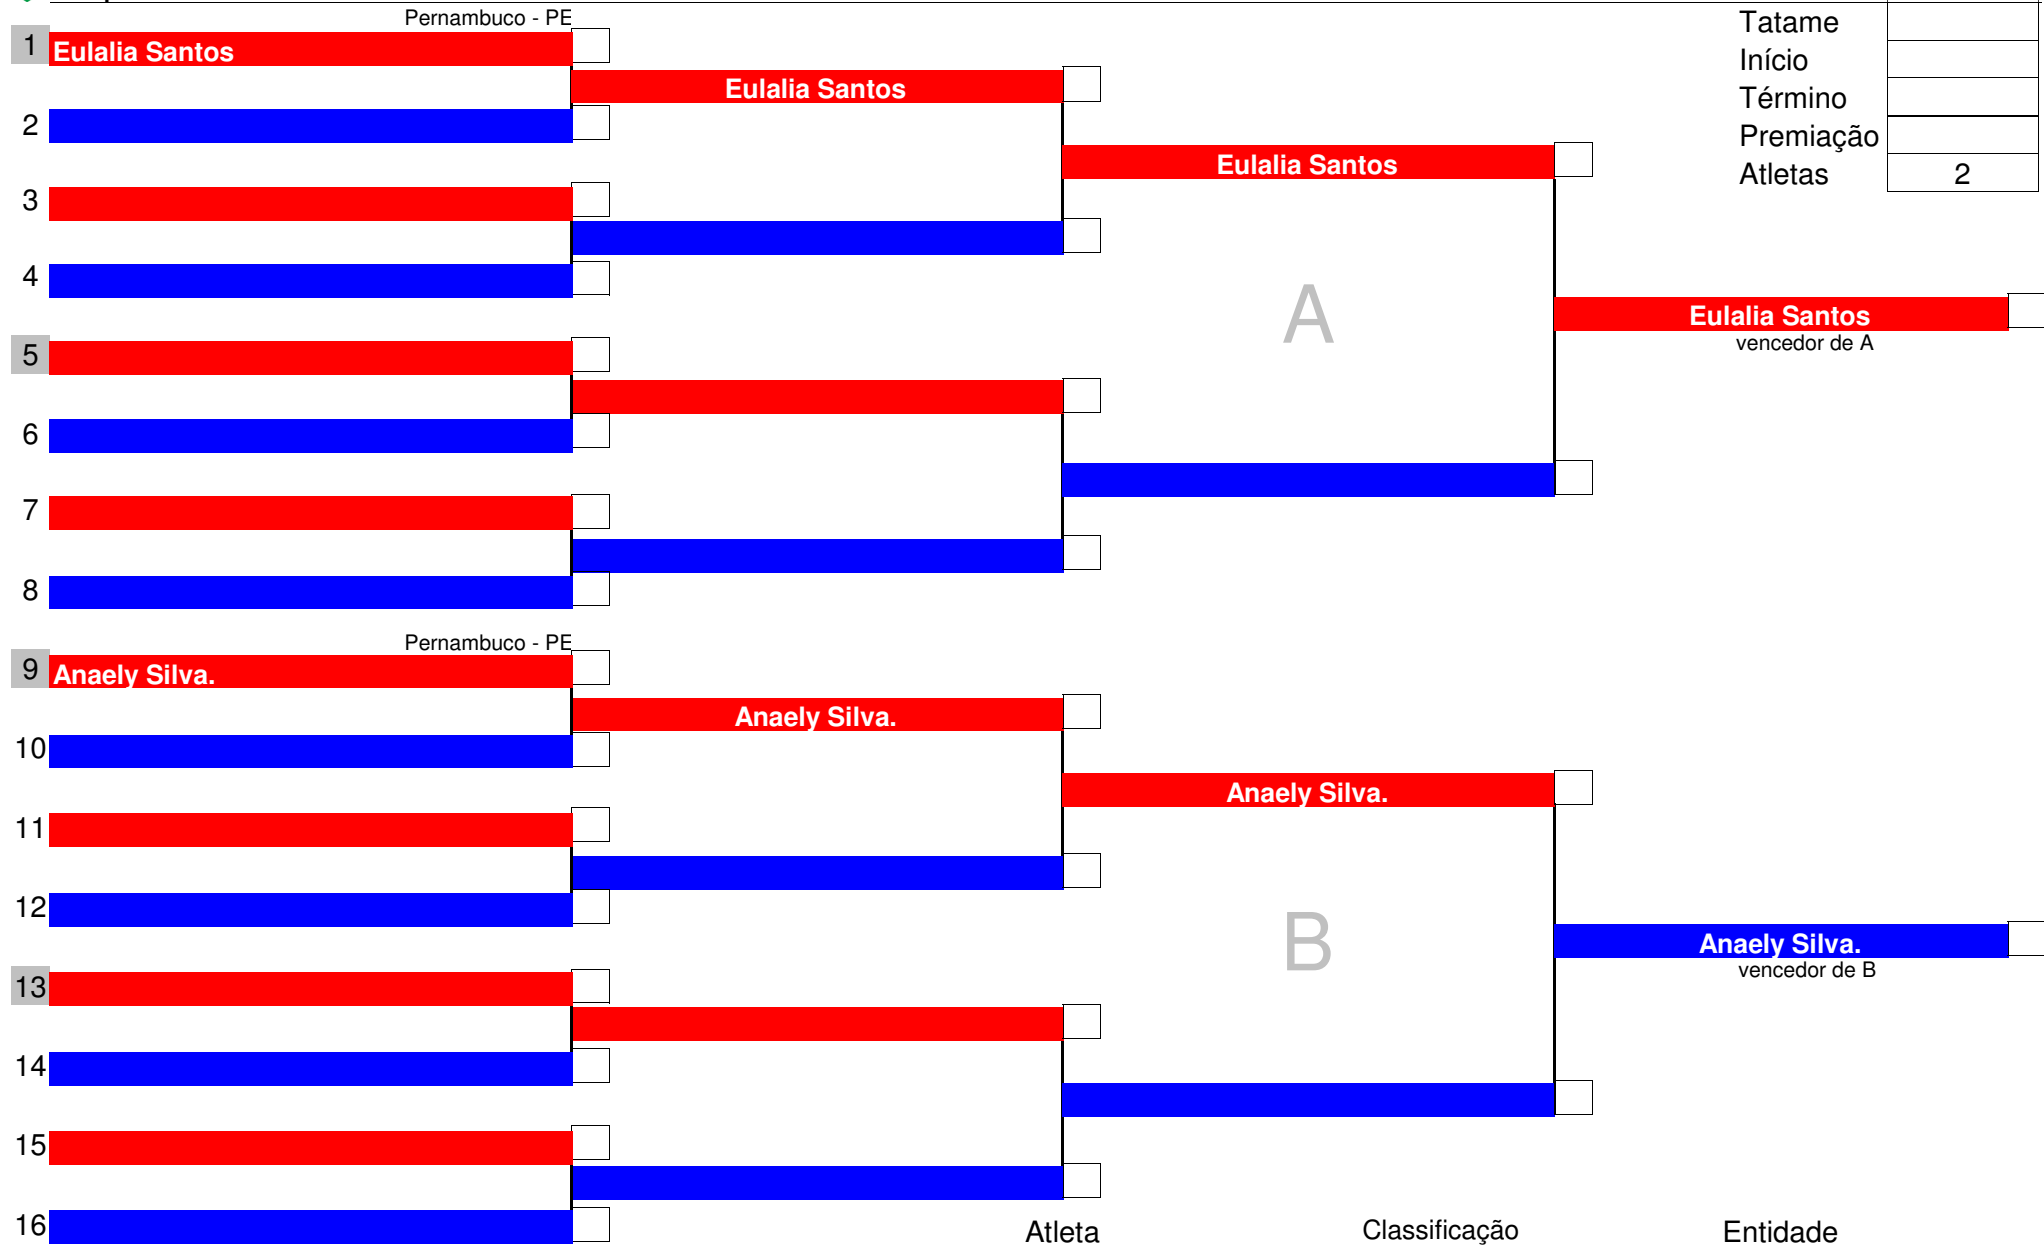 Pernambuco - PE
Tatame
1 Eulalia Santos
Início
Eulalia Santos
Término
2
Premiação
Eulalia Santos
Atletas 2
3
4
A
Eulalia Santos
vencedor de A
5
6
7
8
Pernambuco - PE
9 Anaely Silva.
Anaely Silva.
10
Anaely Silva.
11
12
B
Anaely Silva.
vencedor de B
13
14
15
16
Atleta Classificação Entidade